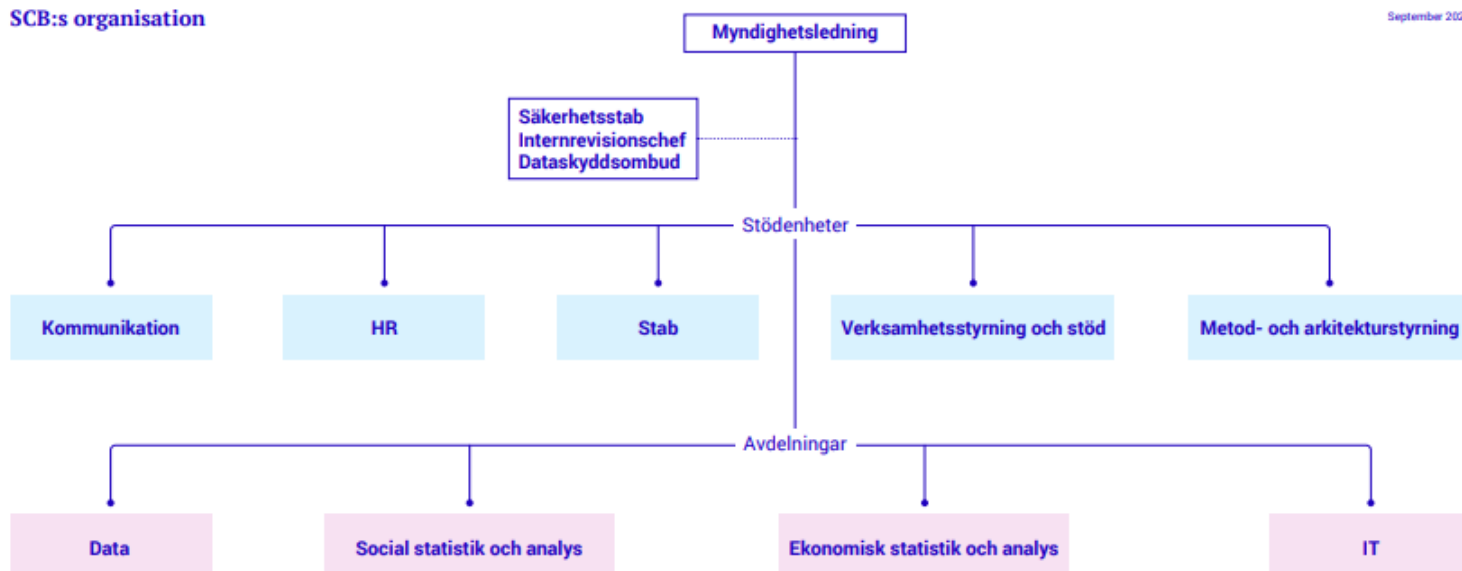 SCB:s organisation
September
Myndighetsledning
Säkerhetsstab
Internrevisionschef
Dataskyddsombud
Stödenheter
Kommunikation
HR
Stab
Verksamhetsstyrning och stöd
Metod- och arkitekturstyrning
Avdelningar
Data
Social statistik och analys
Ekonomisk statistik och analys
IT